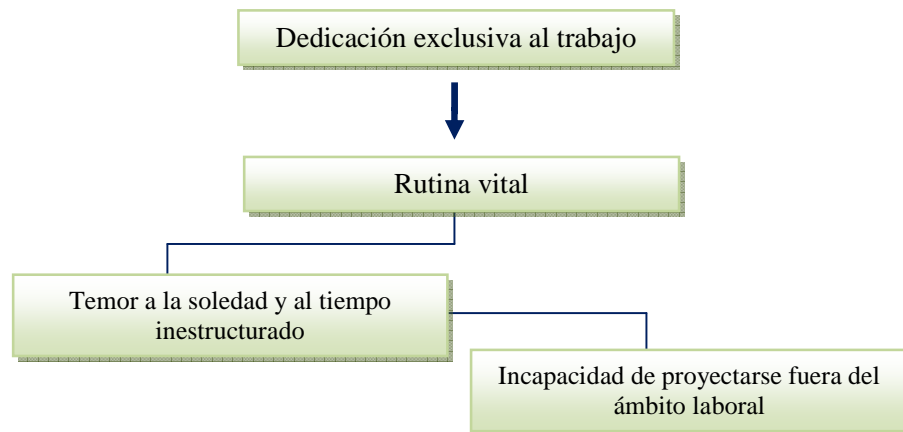 Dedicación exclusiva al trabajo
Rutina vital
Temor a la soledad y al tiempo
inestructurado
Incapacidad de proyectarse fuera del
ámbito laboral